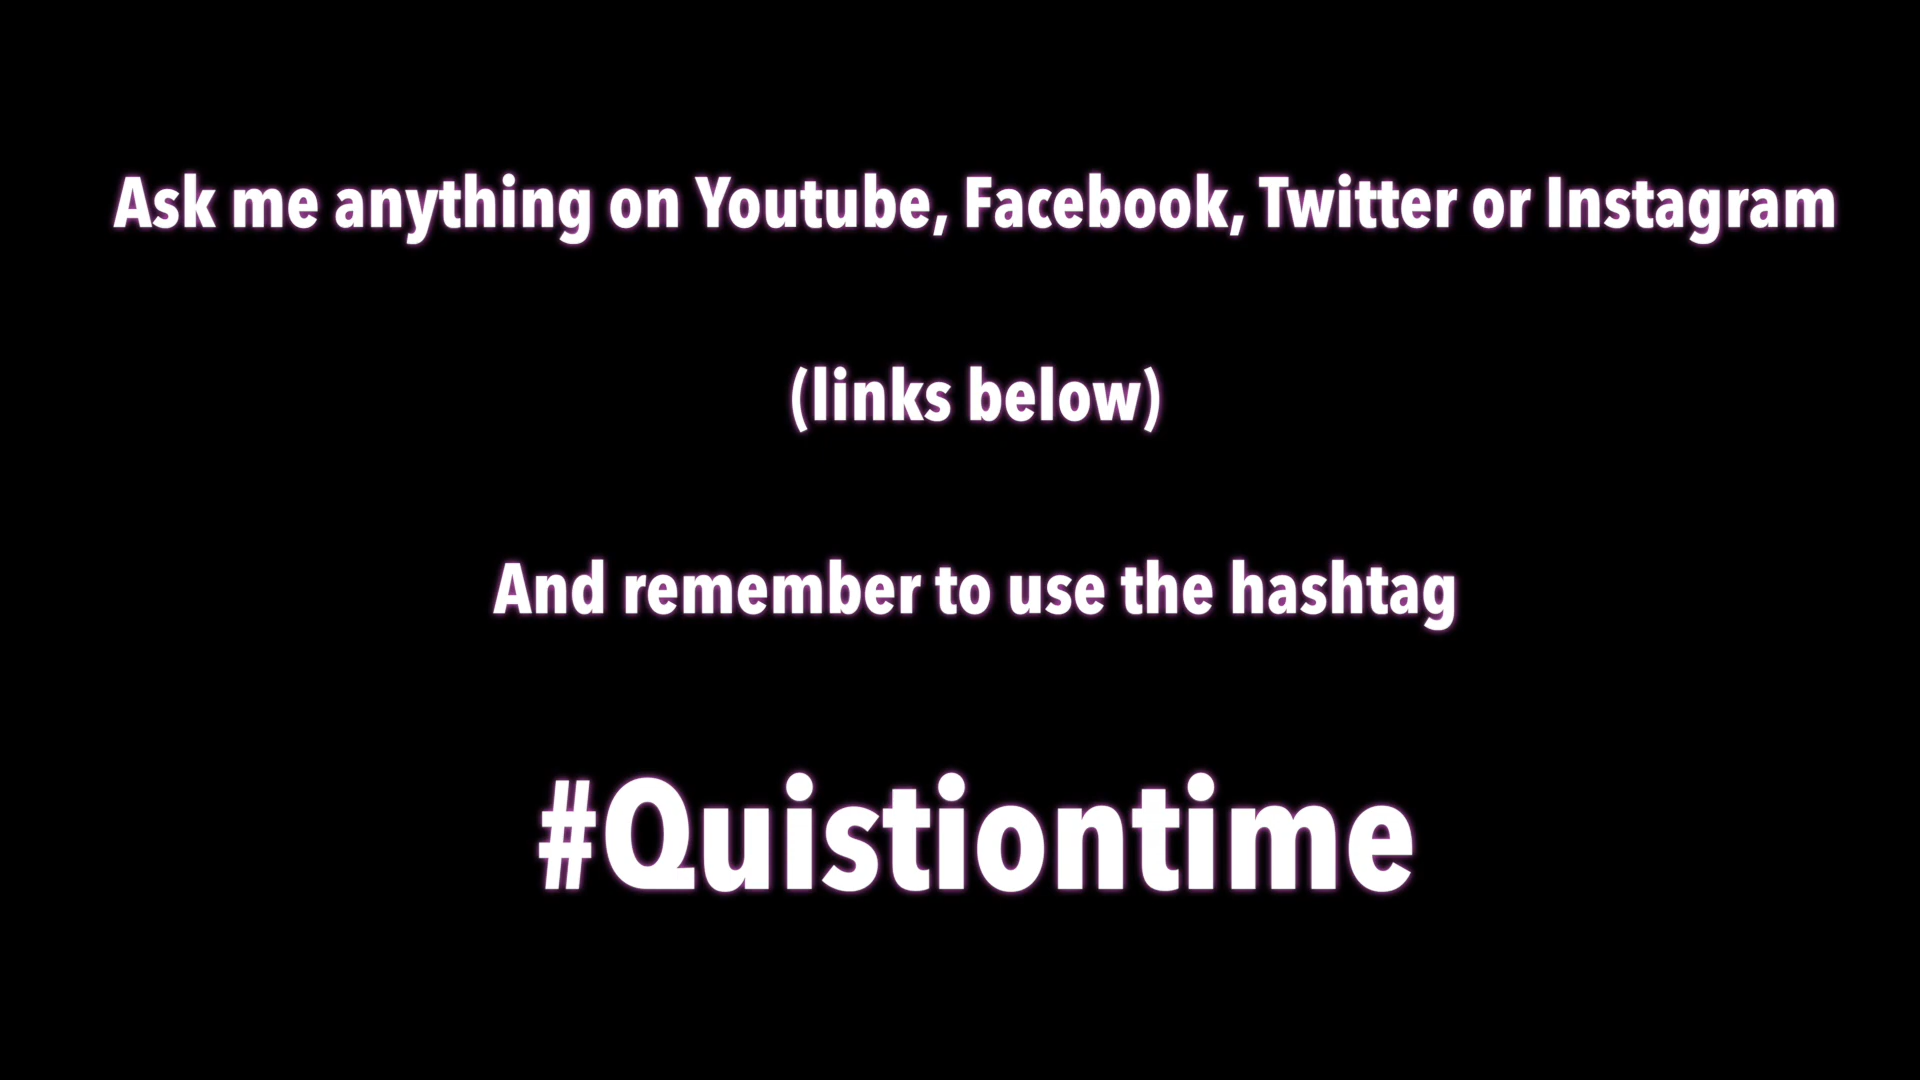 Ask me anything on Youtube, Facebook, Twitter or Instagram
(links below)
And remember to use the hashtag
#Quistiontime